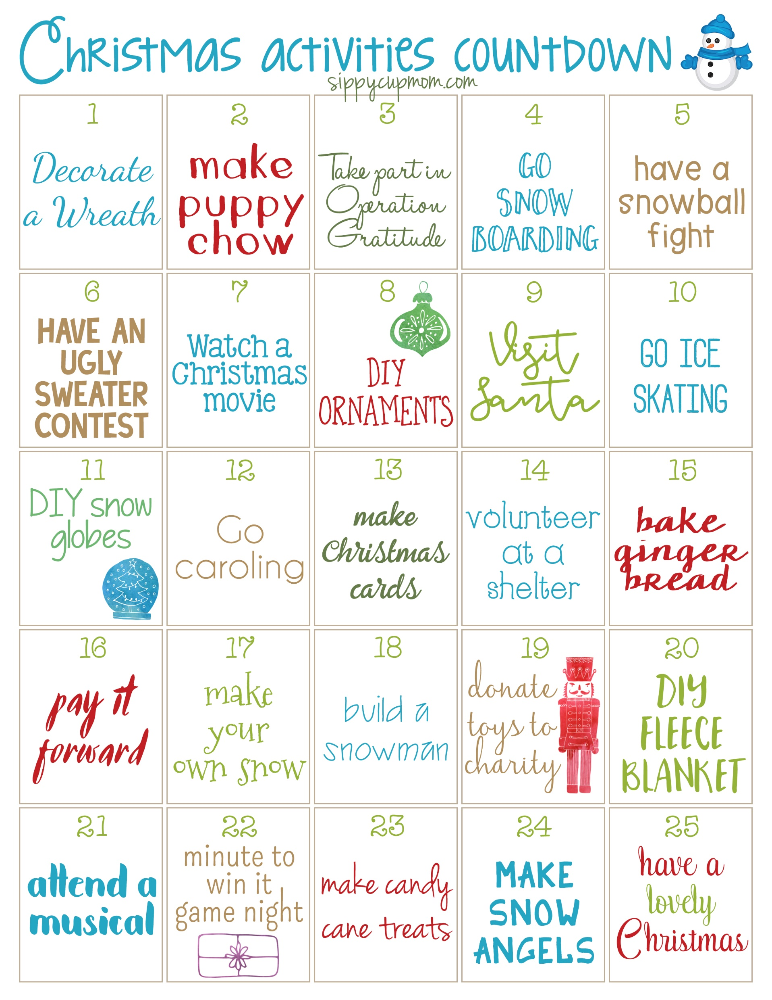 Christmas activities countdown
sippycupmom.com
1
Decorate
a Wreath
2
make
puppy
chow
3
Take part in
Operation
Gratitude
4
GO
SNOW
BOARDING
5
have a
snowball
fight
6
HAVE AN
UGLY
SWEATER
CONTEST
7
Watch a
Christmas
movie
8
DIY
ORNAMENTS
9
Visit
Santa
10
GO ICE
SKATING
11
DIY snow
globes
12
Go
caroling
13
make
Christmas
cards
14
volunteer
at a
shelter
15
bake
ginger
bread
16
pay it
forward
17
make
your
own snow
18
build a
snowman
19
donate
toys to
charity
20
DIY
FLEECE
BLANKET
21
attend a
musical
22
minute to
win it
game night
23
make candy
cane treats
24
MAKE
SNOW
ANGELS
25
have a
lovely
Christmas